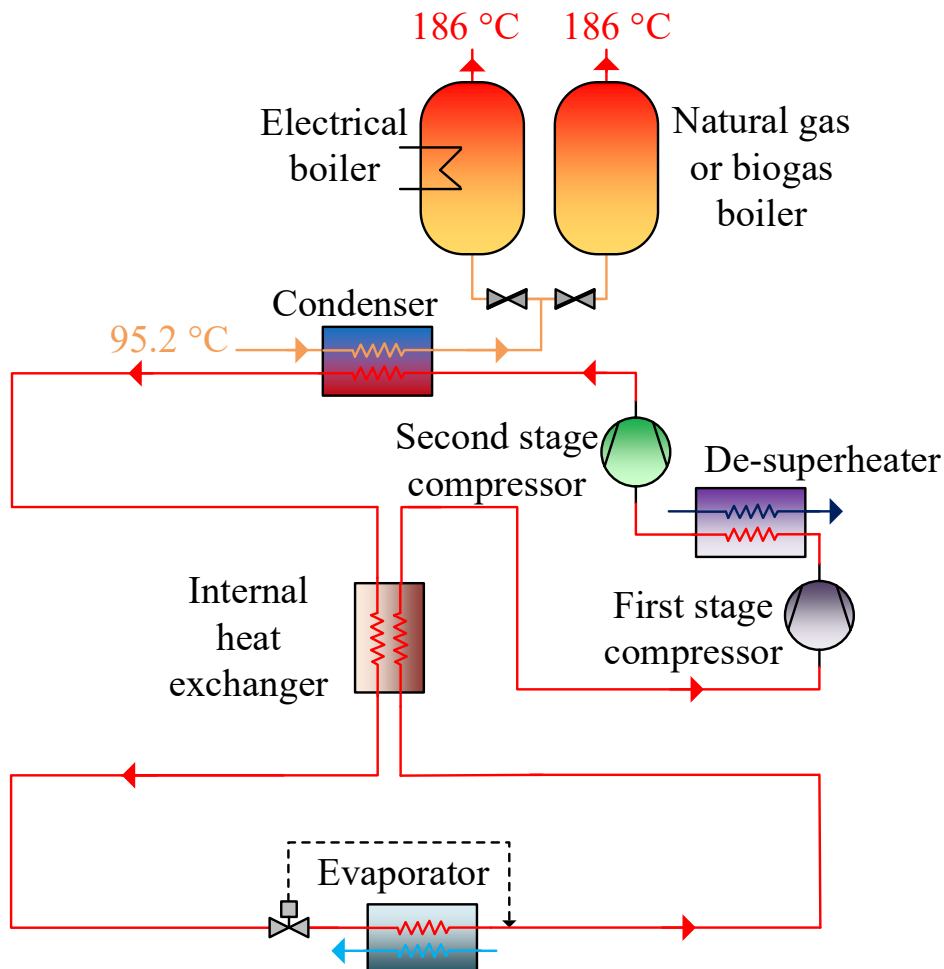 186 °C
186 °C
Electrical
boiler
Natural gas
or biogas
boiler
Condenser
95.2 °C
Second stage
compressor
De-superheater
Internal
heat
exchanger
First stage
compressor
Evaporator